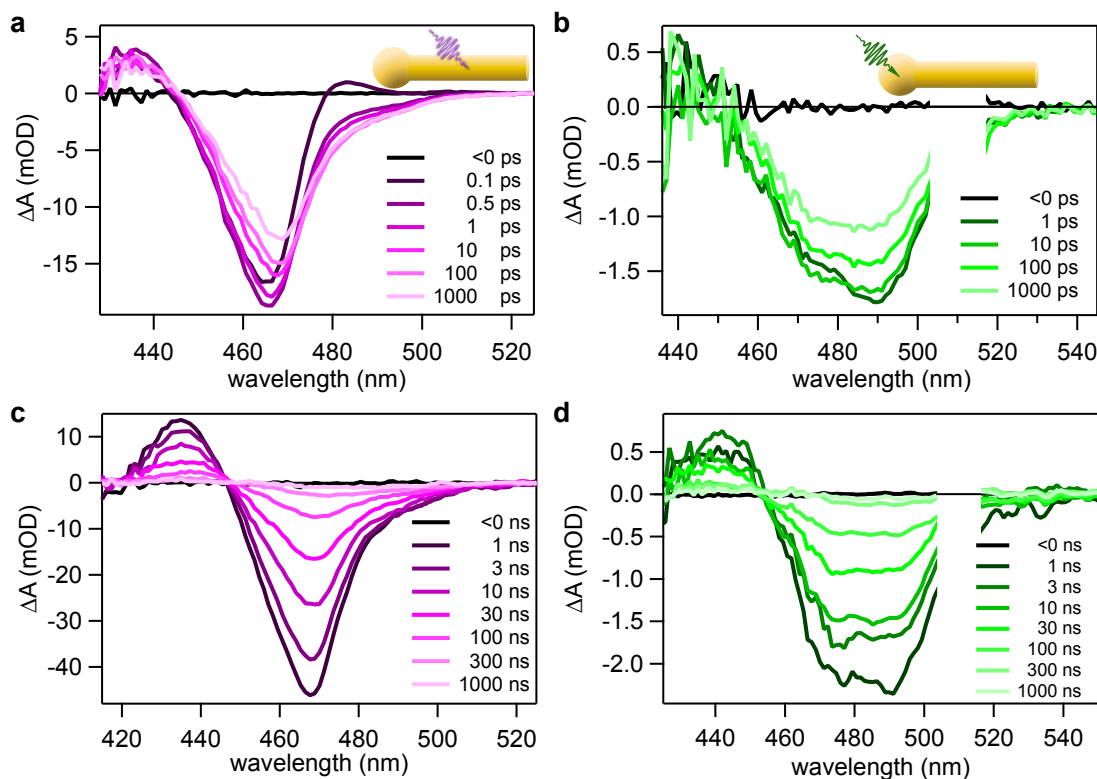 a
5
0
-5
-10
-15
ΔA (mOD)
<0 ps
0.1 ps
0.5 ps
1 ps
10 ps
100 ps
1000 ps
440 460 480 500 520
wavelength (nm)
b
0.5
0.0
-0.5
-1.0
-1.5
ΔA (mOD)
<0 ps
1 ps
10 ps
100 ps
1000 ps
440 460 480 500 520 540
wavelength (nm)
c
10
0
-10
-20
-30
-40
ΔA (mOD)
<0 ns
1 ns
3 ns
10 ns
30 ns
100 ns
300 ns
1000 ns
420 440 460 480 500 520
wavelength (nm)
d
0.5
0.0
-0.5
-1.0
-1.5
-2.0
ΔA (mOD)
<0 ns
1 ns
3 ns
10 ns
30 ns
100 ns
300 ns
1000 ns
440 460 480 500 520 540
wavelength (nm)